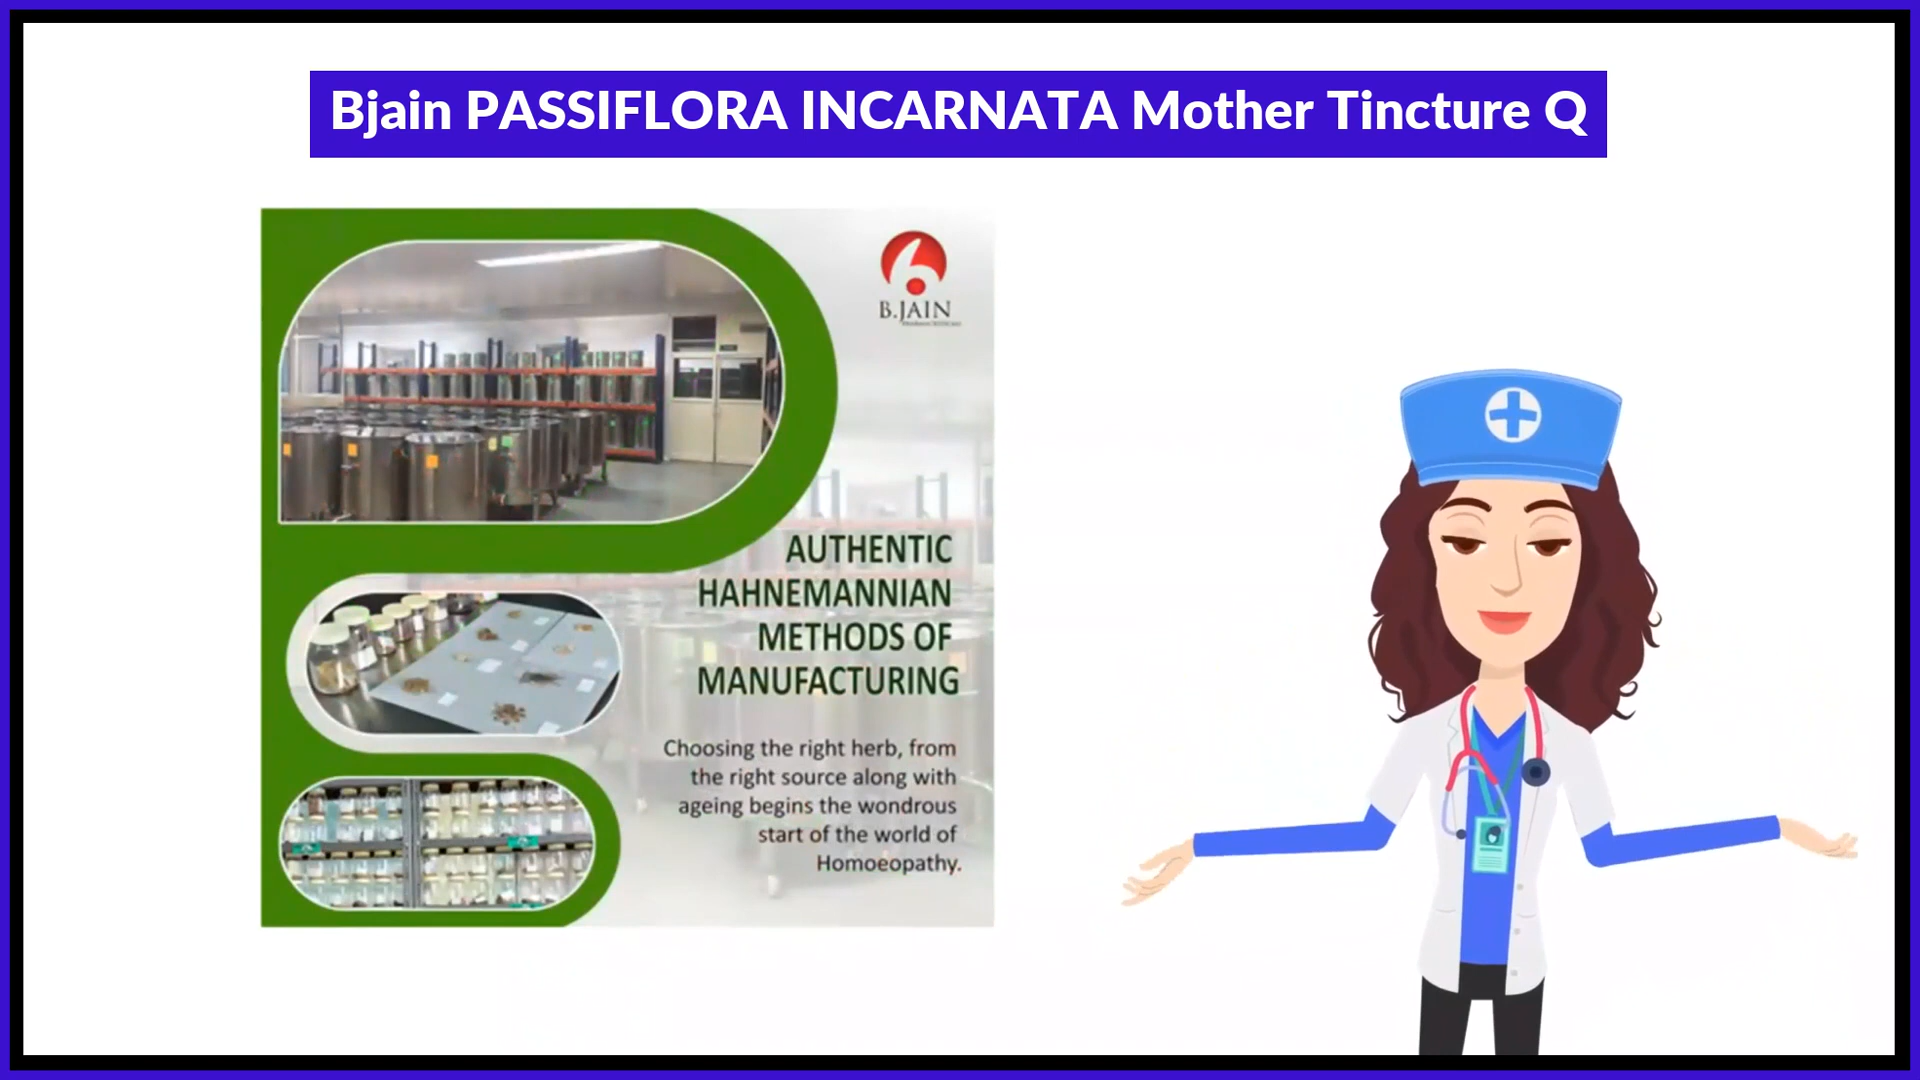 Bjain PASSIFLORA INCARNATA Mother Tincture Q
B.JAIN
AUTHENTIC
HAHNEMANNIAN
METHODS OF
MANUFACTURING
Choosing the right herb, from
the right source along with
ageing begins the wondrous
start of the world of
Homoeopathy.